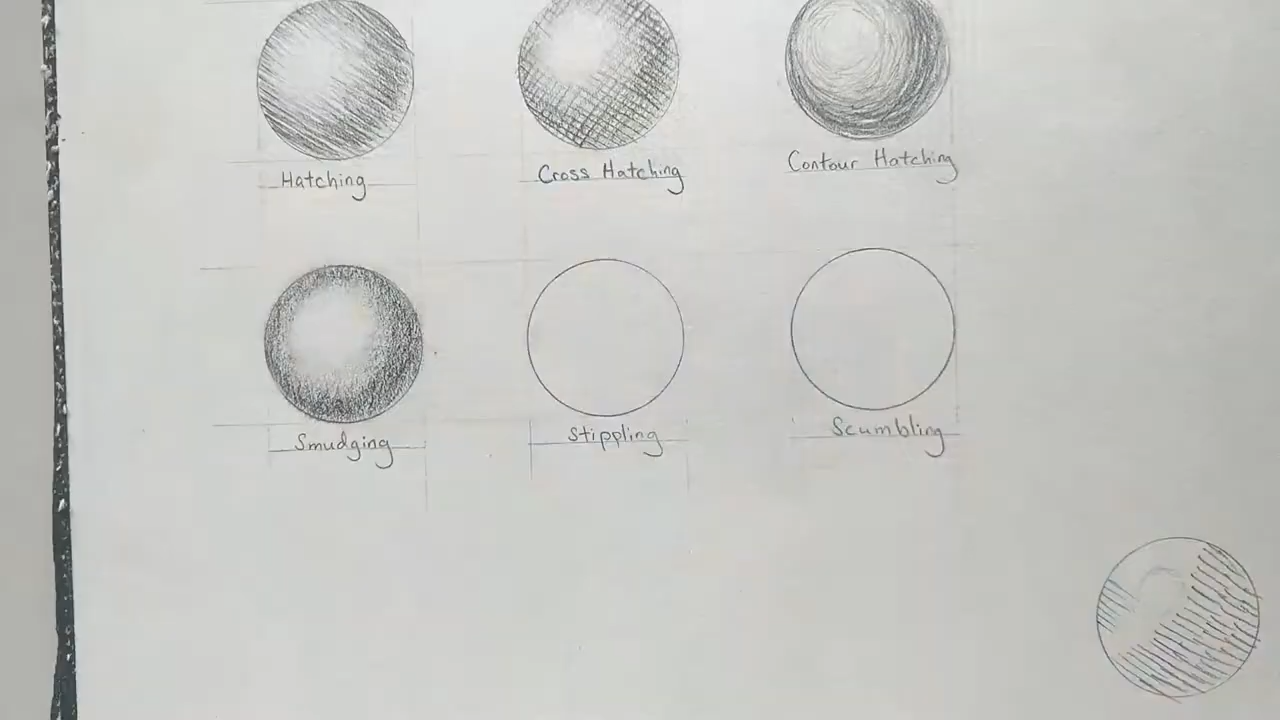 Hatching
Cross Hatching
Contour Hatching
Smudging
Stippling
Scumbling